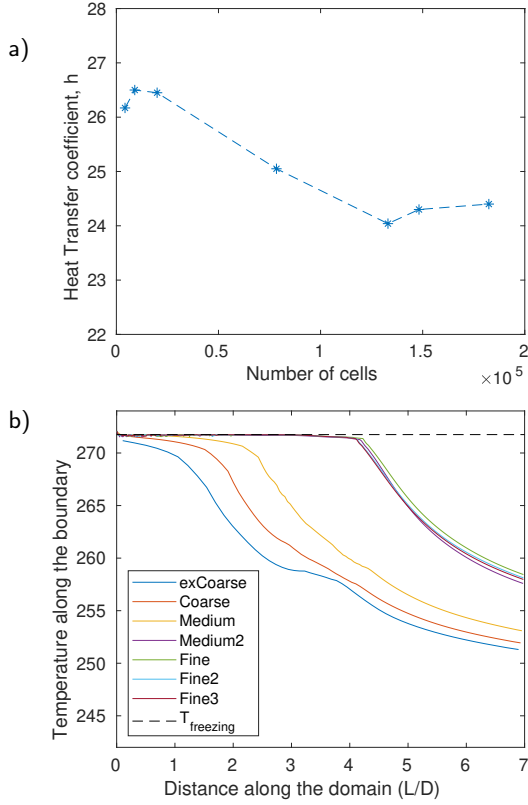 a)
28
27
26
25
24
23
22
Heat Transfer coefficient, h
0 0.5 1 1.5 2
×10⁵
Number of cells
b)
270
265
260
255
250
245
Temperature along the boundary
exCoarse
Coarse
Medium
Medium2
Fine
Fine2
Fine3
T_freezing
0 1 2 3 4 5 6 7
Distance along the domain (L/D)